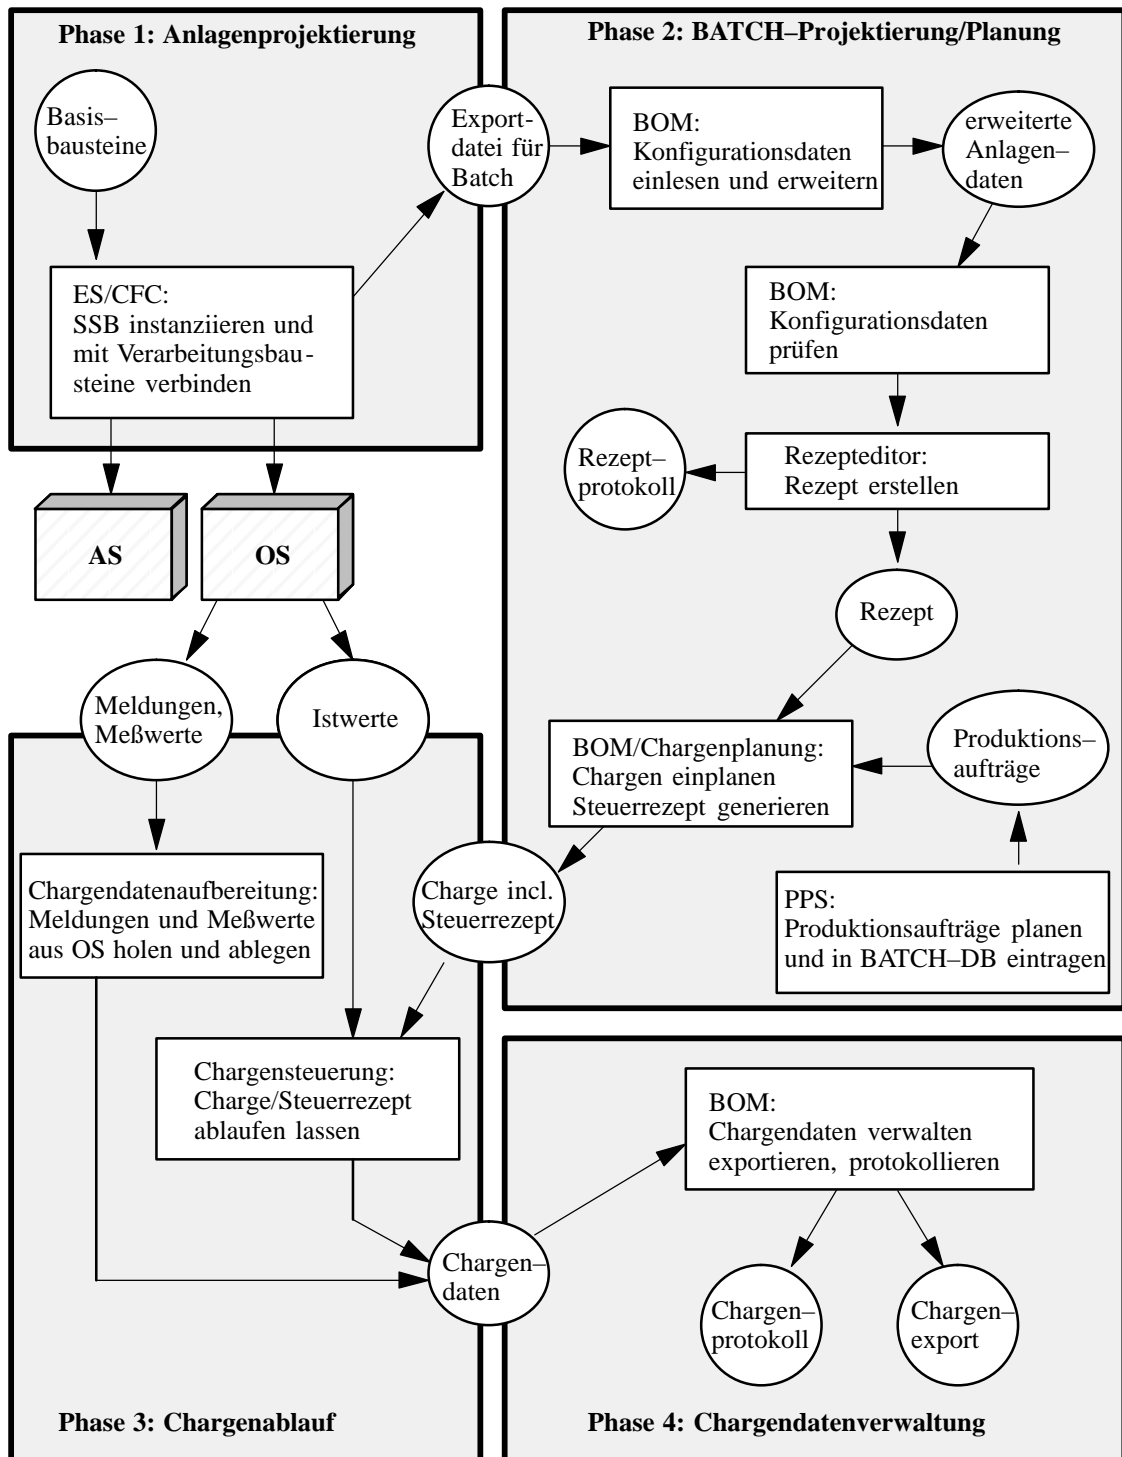 Phase 1: Anlagenprojektierung
Basis–
bausteine
ES/CFC:
SSB instanziieren und
mit Verarbeitungsbau-
steine verbinden
Export-
datei für
Batch
Phase 2: BATCH–Projektierung/Planung
BOM:
Konfigurationsdaten
einlesen und erweitern
erweiterte
Anlagen–
daten
BOM:
Konfigurationsdaten
prüfen
Rezept–
protokoll
Rezepteditor:
Rezept erstellen
Rezept
BOM/Chargenplanung:
Chargen einplanen
Steuerrezept generieren
Produktions–
aufträge
PPS:
Produktionsaufträge planen
und in BATCH–DB eintragen
AS
OS
Meldungen,
Meßwerte
Istwerte
Chargendatenaufbereitung:
Meldungen und Meßwerte
aus OS holen und ablegen
Charge incl.
Steuerrezept
Chargensteuerung:
Charge/Steuerrezept
ablaufen lassen
Chargen–
daten
Phase 3: Chargenablauf
BOM:
Chargendaten verwalten
exportieren, protokollieren
Chargen–
protokoll
Chargen–
export
Phase 4: Chargendatenverwaltung